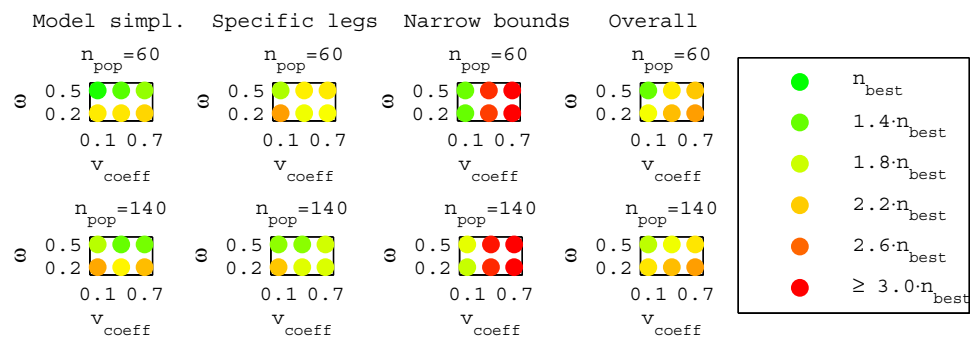 Model simpl. Specific legs Narrow bounds Overall
n_pop=60 n_pop=60 n_pop=60 n_pop=60
ω 0.5 ω 0.5 ω 0.5 ω 0.5
0.2 0.2 0.2 0.2
0.1 0.7 0.1 0.7 0.1 0.7 0.1 0.7
v_coeff v_coeff v_coeff v_coeff
n_pop=140 n_pop=140 n_pop=140 n_pop=140
ω 0.5 ω 0.5 ω 0.5 ω 0.5
0.2 0.2 0.2 0.2
0.1 0.7 0.1 0.7 0.1 0.7 0.1 0.7
v_coeff v_coeff v_coeff v_coeff
n_best
1.4·n_best
1.8·n_best
2.2·n_best
2.6·n_best
≥ 3.0·n_best